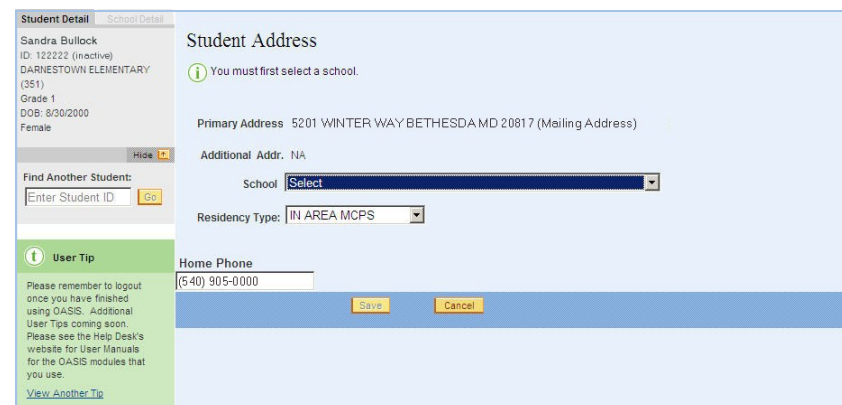 Student Detail School Detail
Sandra Bullock
ID: 122222 (inactive)
DARNESTOWN ELEMENTARY
(351)
Grade 1
DOB: 8/30/2000
Female
Hide
Find Another Student:
Enter Student ID Go
t User Tip
Please remember to logout
once you have finished
using OASIS. Additional
User Tips coming soon.
Please see the Help Desk's
website for User Manuals
for the OASIS modules that
you use.
View Another Tip
Student Address
i You must first select a school.
Primary Address 5201 WINTER WAY BETHESDA MD 20817 (Mailing Address)
Additional Addr. NA
School Select
Residency Type: IN AREA MCPS
Home Phone
(540) 905-0000
Save Cancel